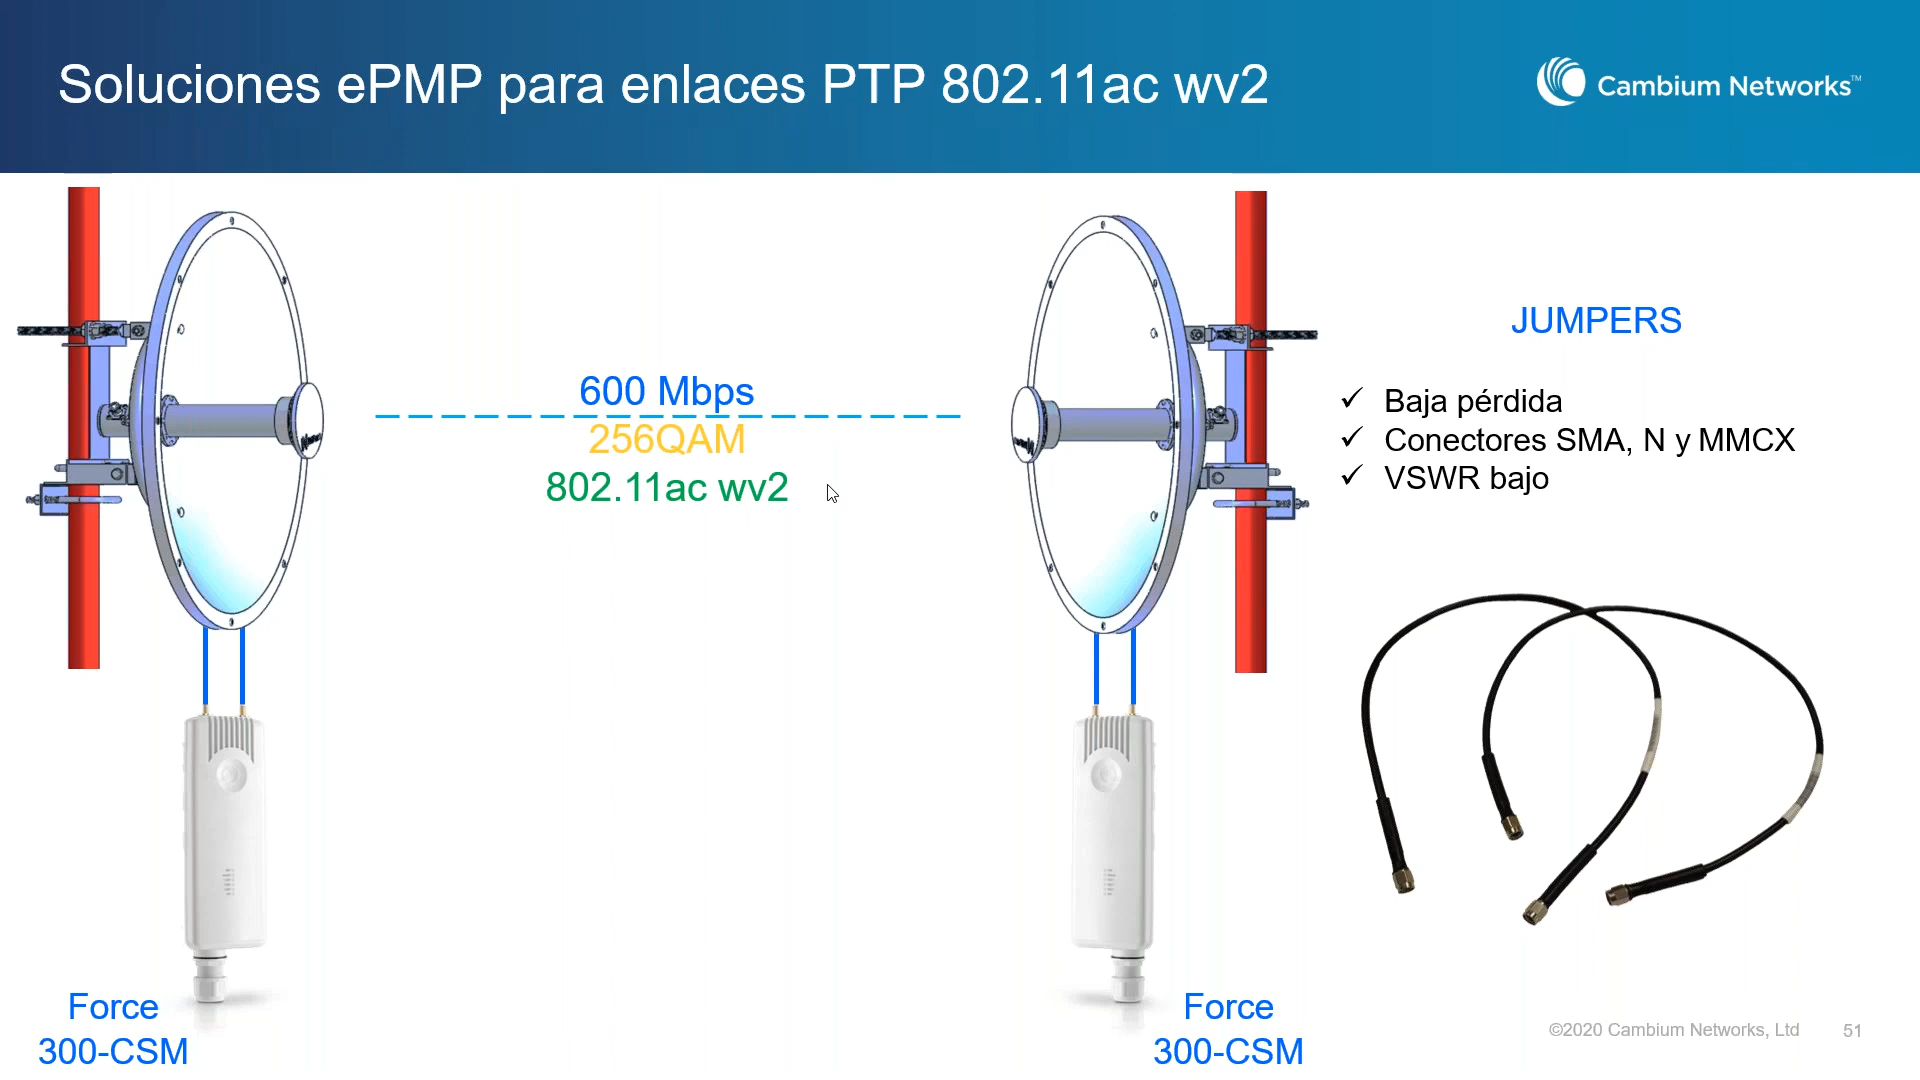 Soluciones ePMP para enlaces PTP 802.11ac wv2
Cambium Networks™
600 Mbps
256QAM
802.11ac wv2
JUMPERS
✓ Baja pérdida
✓ Conectores SMA, N y MMCX
✓ VSWR bajo
Force
300-CSM
Force
300-CSM
©2020 Cambium Networks, Ltd
51